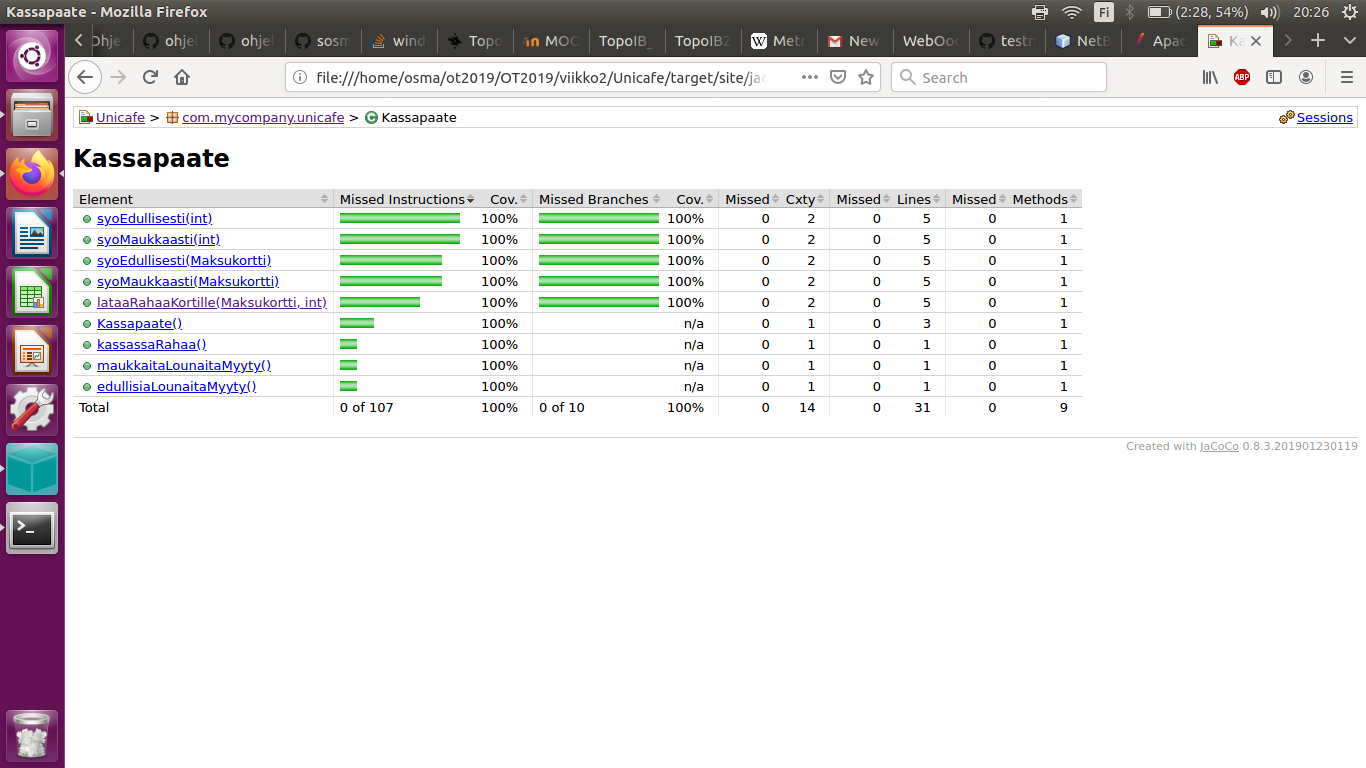 Kassapaate - Mozilla Firefox Fi (2:28, 54%) 20:26
Ohje ohjel ohjel sosm wind Topo MOC TopoIB_ TopoIB2 Metr New WebOoo testm NetB Apac Ka
file:///home/osma/ot2019/OT2019/viikko2/Unicafe/target/site/jac Search ABP
Unicafe > com.mycompany.unicafe > Kassapaate Sessions
Kassapaate
Element Missed Instructions Cov. Missed Branches Cov. Missed Cxty Missed Lines Missed Methods
syoEdullisesti(int) 100% 100% 0 2 0 5 0 1
syoMaukkaasti(int) 100% 100% 0 2 0 5 0 1
syoEdullisesti(Maksukortti) 100% 100% 0 2 0 5 0 1
syoMaukkaasti(Maksukortti) 100% 100% 0 2 0 5 0 1
lataaRahaaKortille(Maksukortti, int) 100% 100% 0 2 0 5 0 1
Kassapaate() 100% n/a 0 1 0 3 0 1
kassassaRahaa() 100% n/a 0 1 0 1 0 1
maukkaitaLounaitaMyyty() 100% n/a 0 1 0 1 0 1
edullisiaLounaitaMyyty() 100% n/a 0 1 0 1 0 1
Total 0 of 107 100% 0 of 10 100% 0 14 0 31 0 9
Created with JaCoCo 0.8.3.201901230119